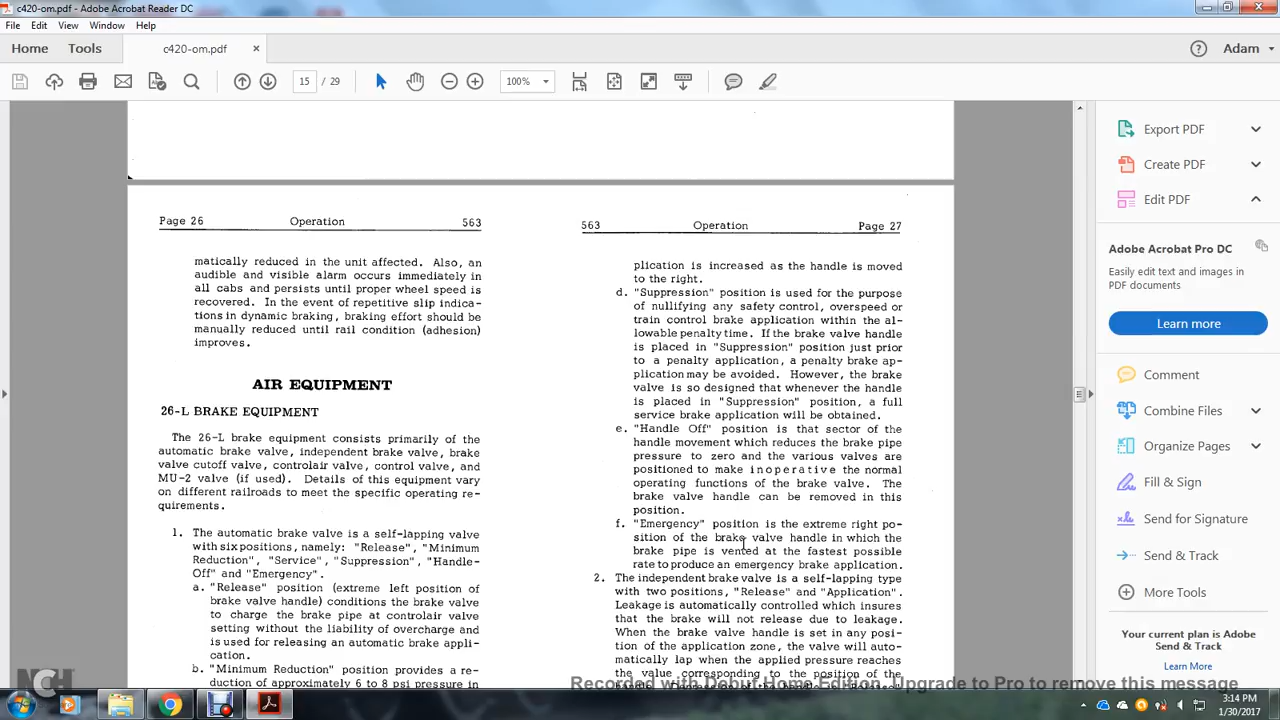 c420-om.pdf - Adobe Acrobat Reader DC
File Edit View Window Help
Home Tools c420-om.pdf × Adam
15 / 29 100%
Page 26 Operation 563
matically reduced in the unit affected. Also, an
audible and visible alarm occurs immediately in
all cabs and persists until proper wheel speed is
recovered. In the event of repetitive slip indica-
tions in dynamic braking, braking effort should be
manually reduced until rail condition (adhesion)
improves.
AIR EQUIPMENT
26-L BRAKE EQUIPMENT
The 26-L brake equipment consists primarily of the
automatic brake valve, independent brake valve, brake
valve cutoff valve, controlair valve, control valve, and
MU-2 valve (if used). Details of this equipment vary
on different railroads to meet the specific operating re-
quirements.
1. The automatic brake valve is a self-lapping valve
with six positions, namely: "Release", "Minimum
Reduction", "Service", "Suppression", "Handle-
Off" and "Emergency".
a. "Release" position (extreme left position of
brake valve handle) conditions the brake valve
to charge the brake pipe at controlair valve
setting without the liability of overcharge and
is used for releasing an automatic brake appli-
cation.
b. "Minimum Reduction" position provides a re-
duction of approximately 6 to 8 psi pressure in
563 Operation Page 27
plication is increased as the handle is moved
to the right.
d. "Suppression" position is used for the purpose
of nullifying any safety control, overspeed or
train control brake application within the al-
lowable penalty time. If the brake valve handle
is placed in "Suppression" position just prior
to a penalty application, a penalty brake ap-
plication may be avoided. However, the brake
valve is so designed that whenever the handle
is placed in "Suppression" position, a full
service brake application will be obtained.
e. "Handle Off" position is that sector of the
handle movement which reduces the brake pipe
pressure to zero and the various valves are
positioned to make inoperative the normal
operating functions of the brake valve. The
brake valve handle can be removed in this
position.
f. "Emergency" position is the extreme right po-
sition of the brake valve handle in which the
brake pipe is vented at the fastest possible
rate to produce an emergency brake application.
2. The independent brake valve is a self-lapping type
with two positions, "Release" and "Application".
Leakage is automatically controlled which insures
that the brake will not release due to leakage.
When the brake valve handle is set in any posi-
tion of the application zone, the valve will auto-
matically lap when the applied pressure reaches
the value corresponding to the position of the
Export PDF
Create PDF
Edit PDF
Adobe Acrobat Pro DC
Easily edit text and images in
PDF documents
Learn more
Comment
Combine Files
Organize Pages
Fill & Sign
Send for Signature
Send & Track
More Tools
Your current plan is Adobe
Send & Track
Learn More
NCH
Recorded with Debut Home Edition. Upgrade to Pro to remove this message
3:14 PM
1/30/2017